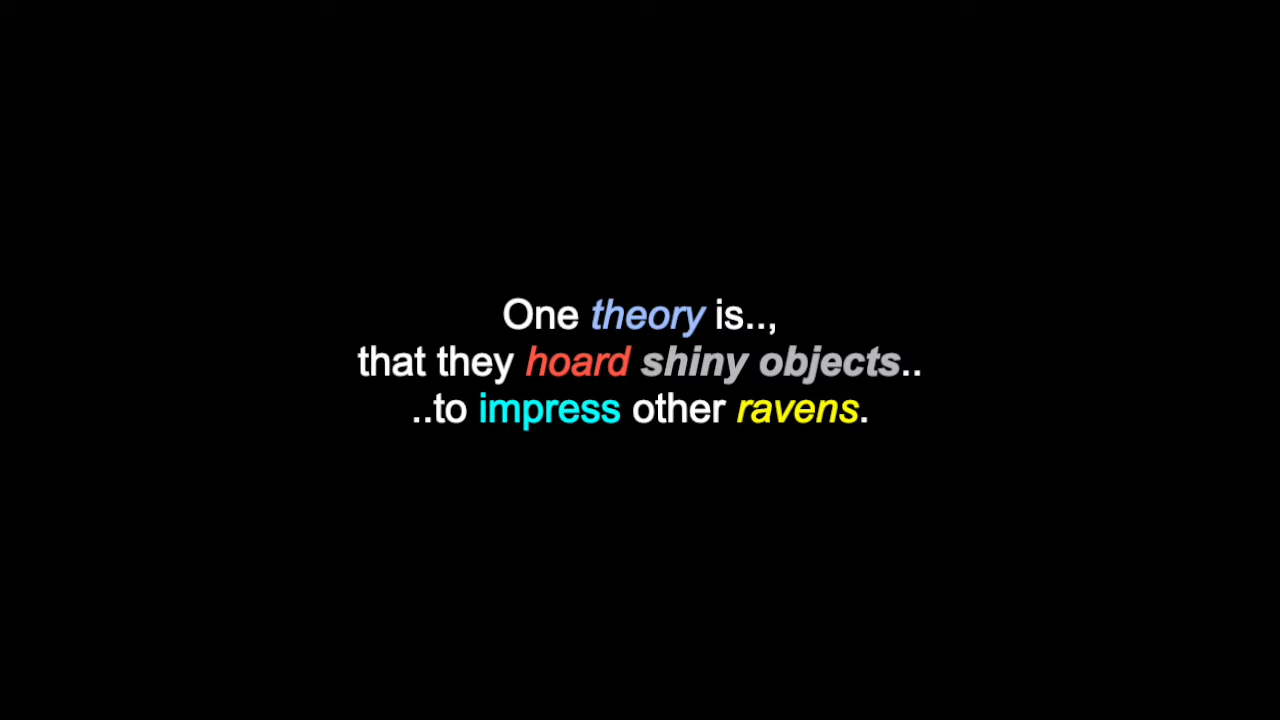 One theory is..,
that they hoard shiny objects..
..to impress other ravens.